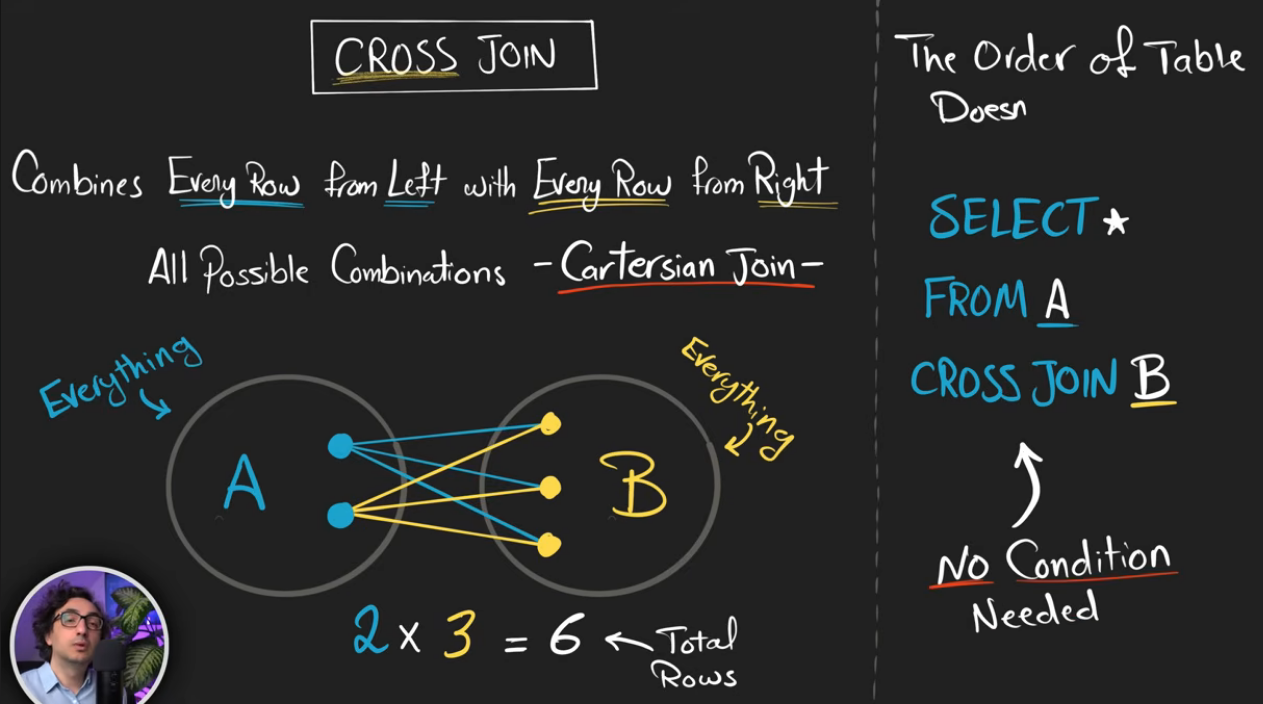 CROSS JOIN
Combines Every Row from Left with Every Row from Right
All Possible Combinations - Cartersian Join -
Everything
Everything
A
B
2 x 3 = 6
Total
Rows
The Order of Table
Doesn
SELECT *
FROM A
CROSS JOIN B
No Condition
Needed